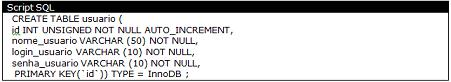 Script SQL
CREATE TABLE usuario (
id INT UNSIGNED NOT NULL AUTO_INCREMENT,
nome_usuario VARCHAR (50) NOT NULL,
login_usuario VARCHAR (10) NOT NULL,
senha_usuario VARCHAR (10) NOT NULL,
PRIMARY KEY(`id`)) TYPE = InnoDB ;